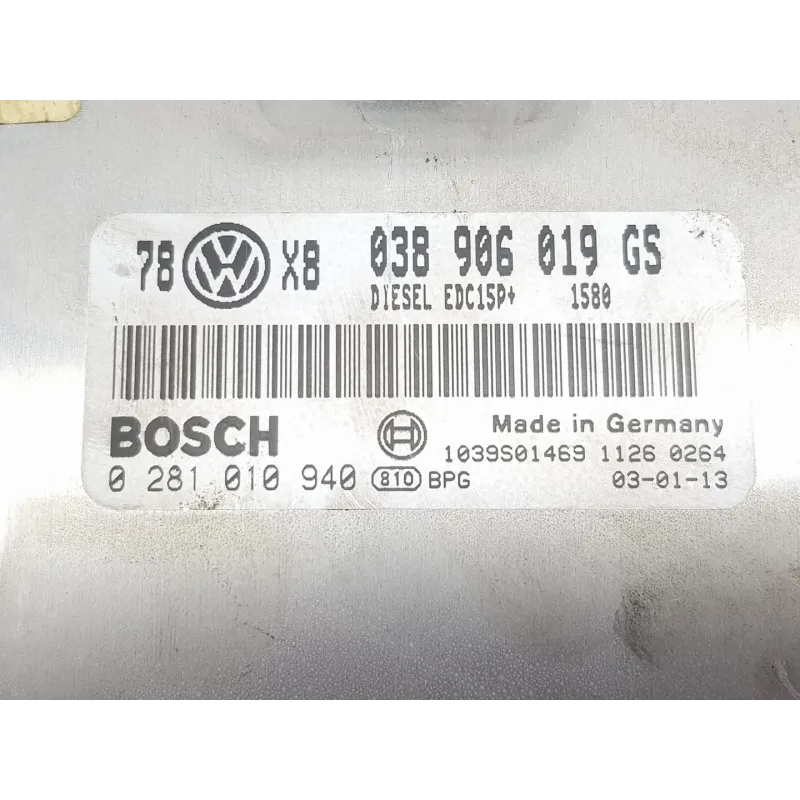 78 VW X8 038 906 019 GS
DIESEL EDC15P+ 1580
BOSCH
Made in Germany
1039S01469 1126 0264
0 281 010 940 810 BPG 03-01-13